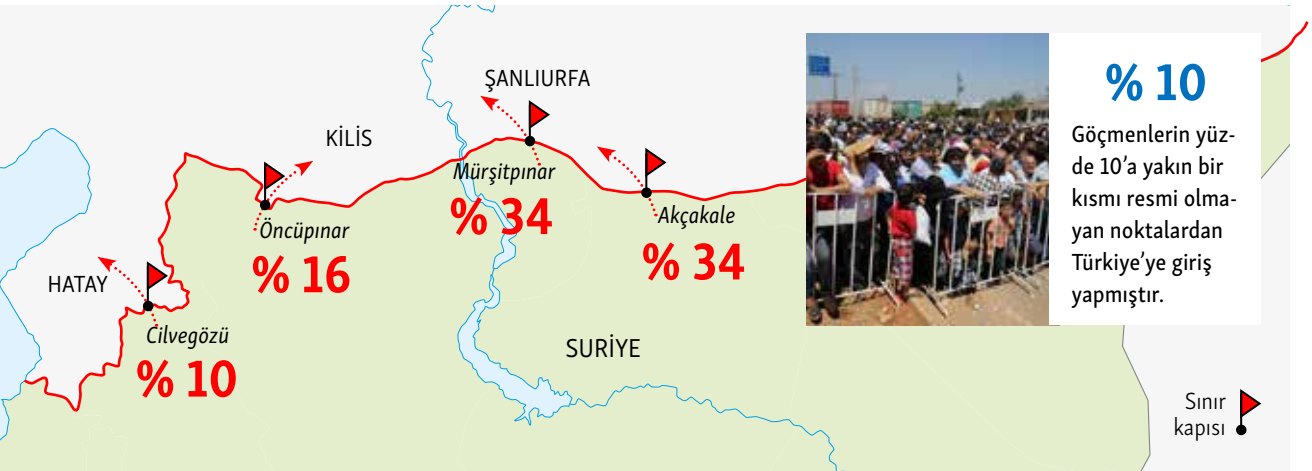 ŞANLIURFA
KİLİS
Mürşitpınar
% 34
Akçakale
% 34
Öncüpınar
% 16
HATAY
Cilvegözü
% 10
SURİYE
% 10
Göçmenlerin yüz-
de 10’a yakın bir
kısmı resmi olma-
yan noktalardan
Türkiye’ye giriş
yapmıştır.
Sınır
kapısı